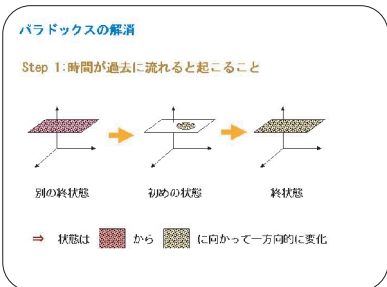 パラドックスの解消
Step 1:時間が過去に流れると起こること
別の終状態 初めの状態 終状態
⇒ 状態は から に向かって一方向的に変化